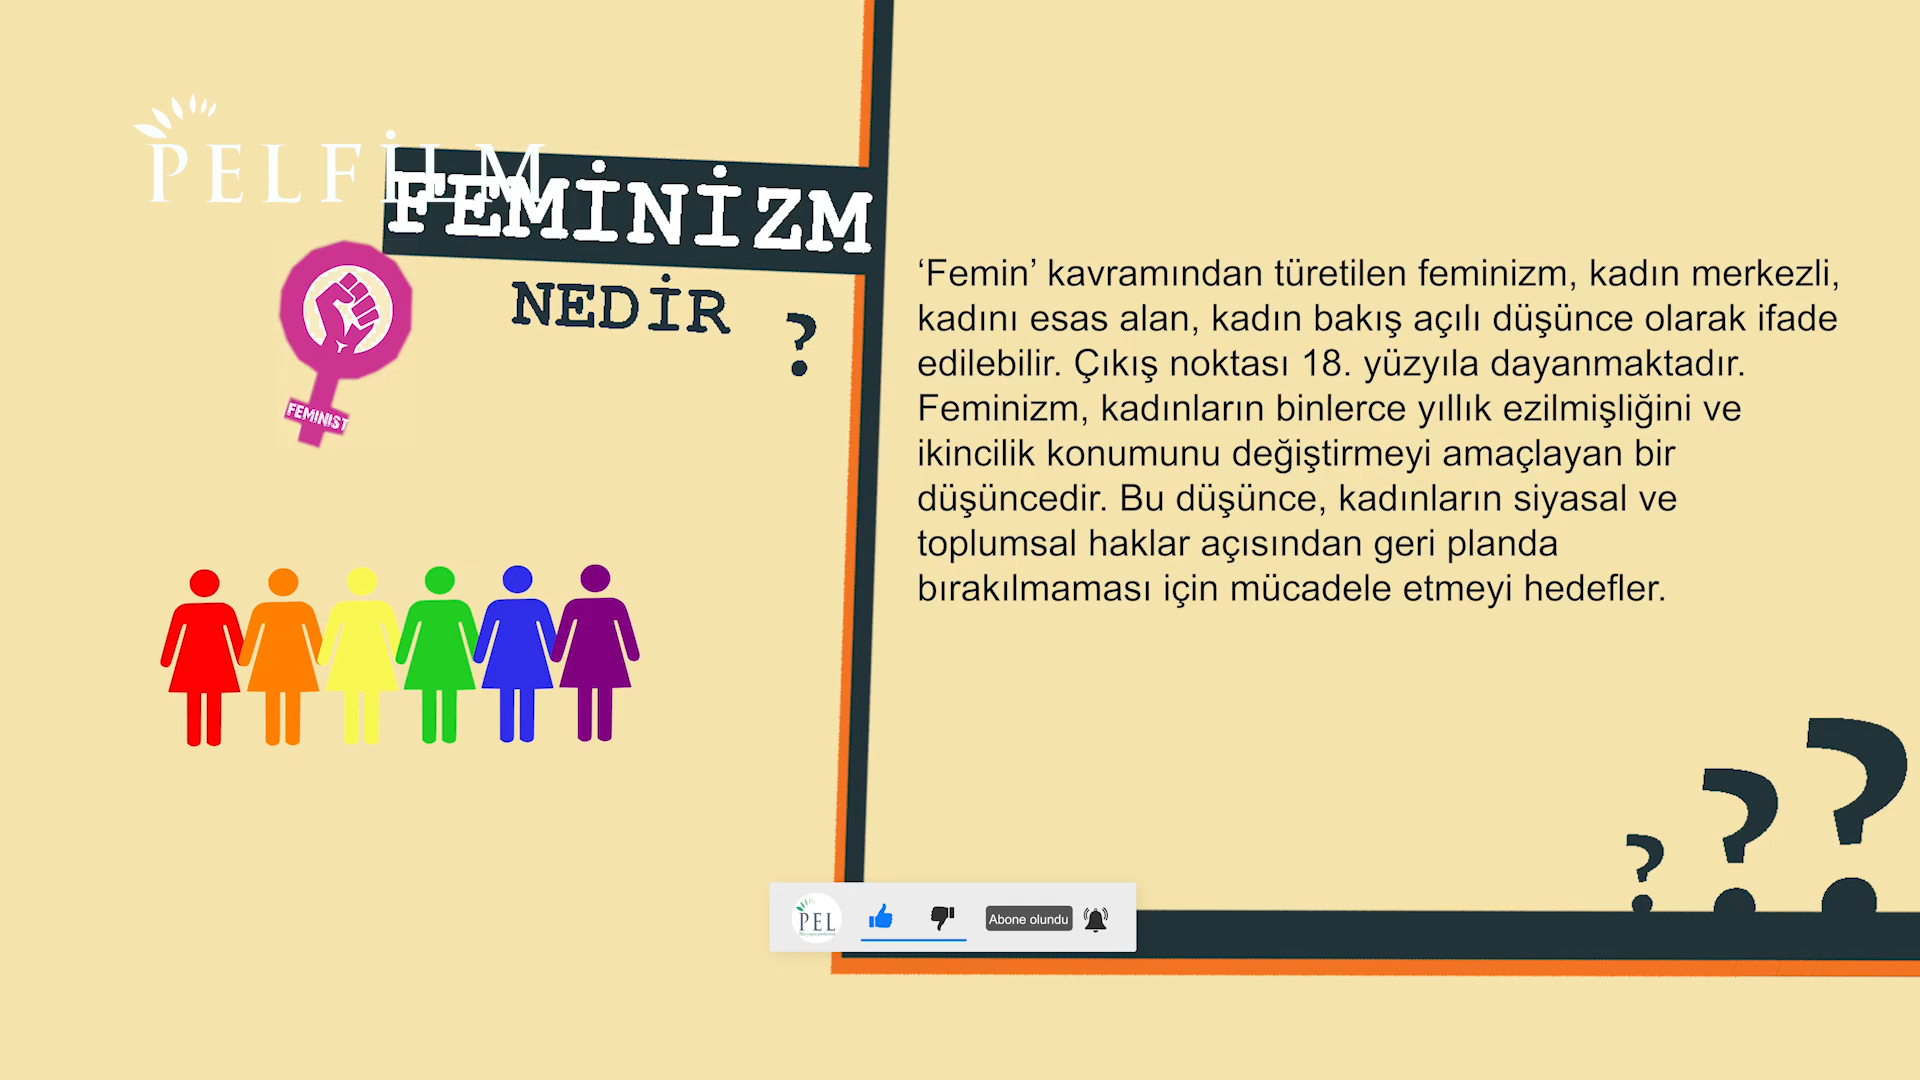 PELFİLM
FEMİNİZM
NEDİR ?
FEMINIST
‘Femin’ kavramından türetilen feminizm, kadın merkezli,
kadını esas alan, kadın bakış açılı düşünce olarak ifade
edilebilir. Çıkış noktası 18. yüzyıla dayanmaktadır.
Feminizm, kadınların binlerce yıllık ezilmişliğini ve
ikincilik konumunu değiştirmeyi amaçlayan bir
düşüncedir. Bu düşünce, kadınların siyasal ve
toplumsal haklar açısından geri planda
bırakılmaması için mücadele etmeyi hedefler.
? ? ?
PEL
Abone olundu